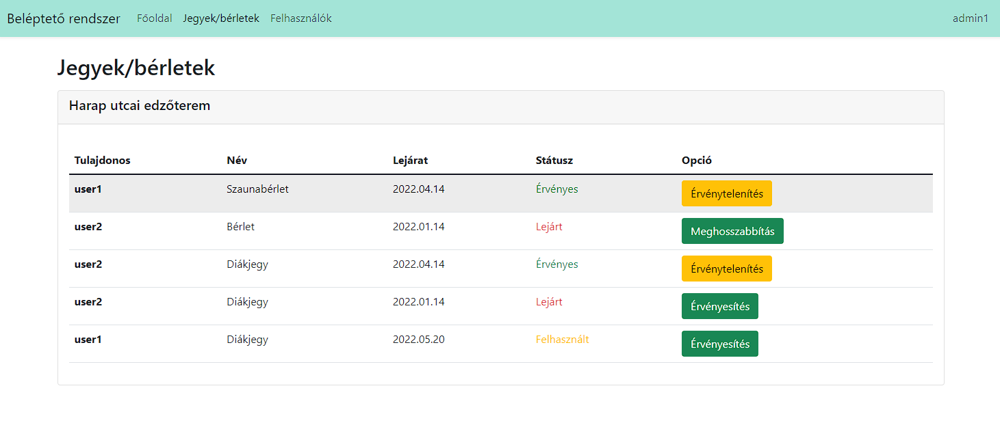 Beléptető rendszer Főoldal Jegyek/bérletek Felhasználók admin1
Jegyek/bérletek
Harap utcai edzőterem
Tulajdonos Név Lejárat Státusz Opció
user1 Szaunabérlet 2022.04.14 Érvényes Érvénytelenítés
user2 Bérlet 2022.01.14 Lejárt Meghosszabbítás
user2 Diákjegy 2022.04.14 Érvényes Érvénytelenítés
user2 Diákjegy 2022.01.14 Lejárt Érvényesítés
user1 Diákjegy 2022.05.20 Felhasznált Érvényesítés